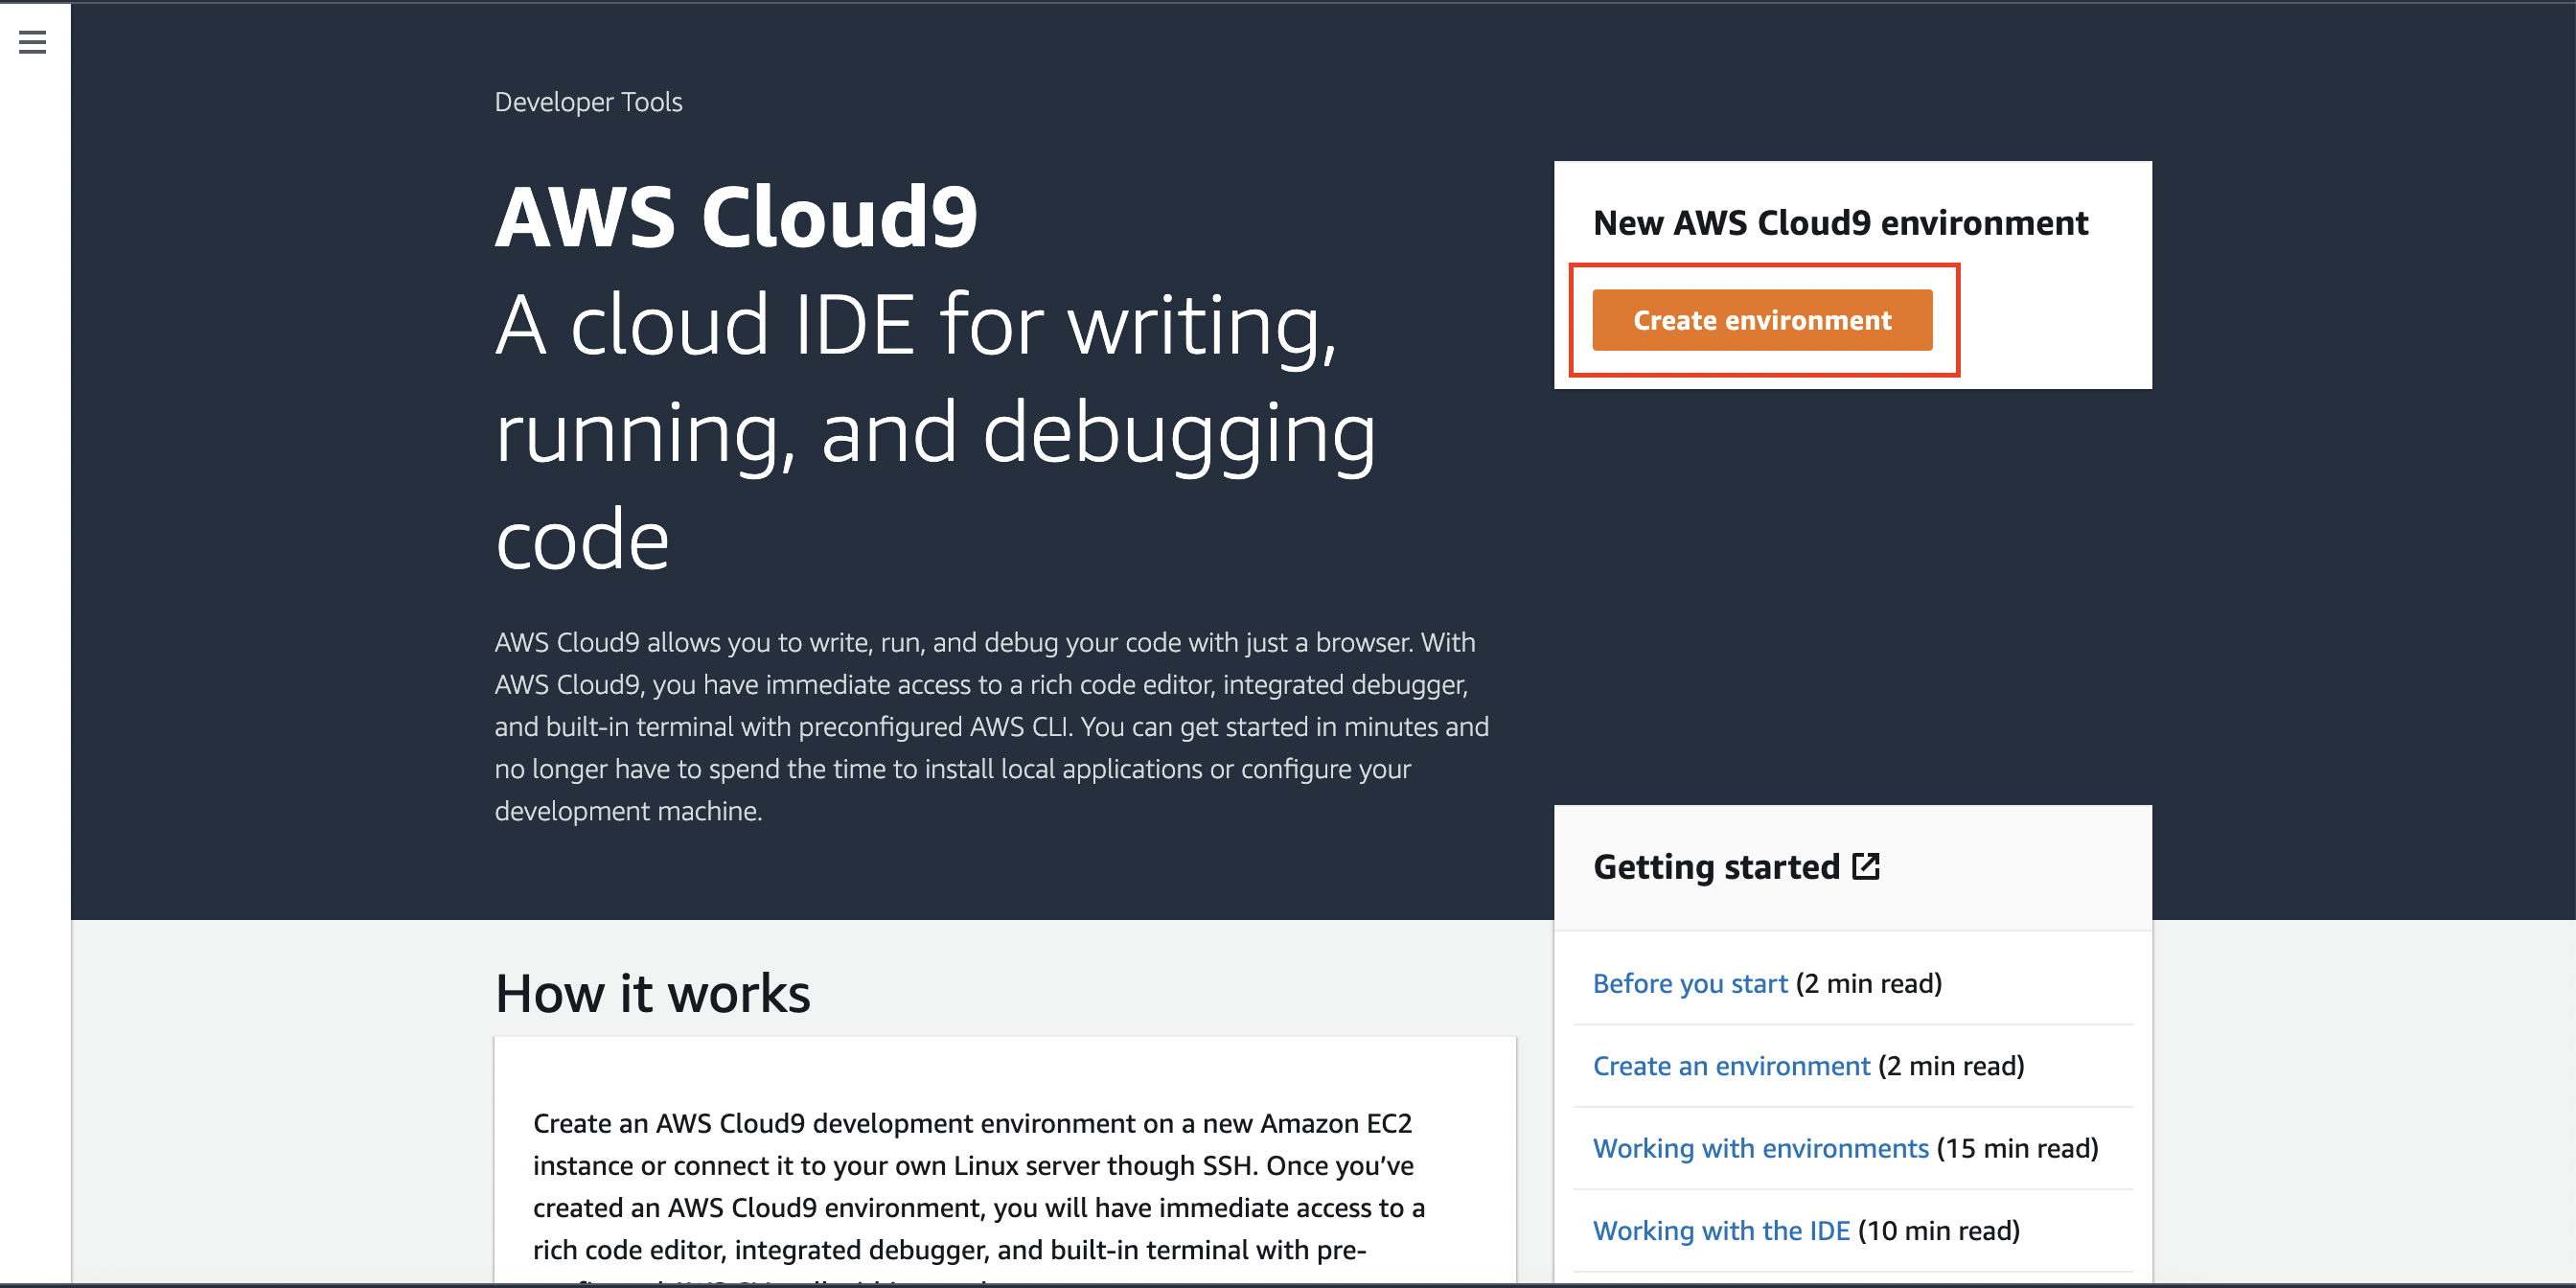 Developer Tools
AWS Cloud9
A cloud IDE for writing,
running, and debugging
code
AWS Cloud9 allows you to write, run, and debug your code with just a browser. With
AWS Cloud9, you have immediate access to a rich code editor, integrated debugger,
and built-in terminal with preconfigured AWS CLI. You can get started in minutes and
no longer have to spend the time to install local applications or configure your
development machine.
New AWS Cloud9 environment
Create environment
How it works
Create an AWS Cloud9 development environment on a new Amazon EC2
instance or connect it to your own Linux server though SSH. Once you’ve
created an AWS Cloud9 environment, you will have immediate access to a
rich code editor, integrated debugger, and built-in terminal with pre-
Getting started
Before you start (2 min read)
Create an environment (2 min read)
Working with environments (15 min read)
Working with the IDE (10 min read)